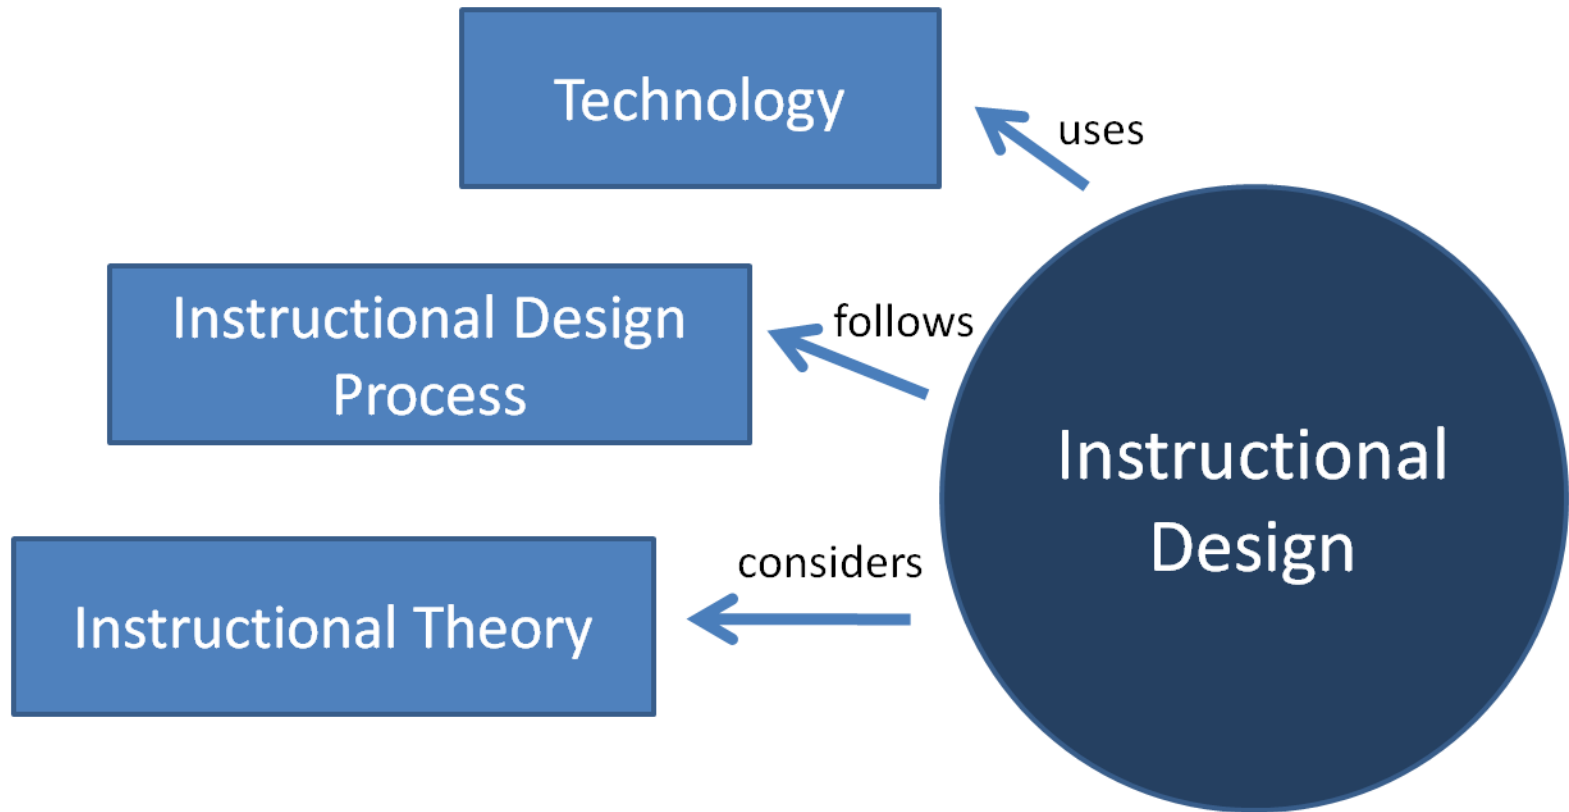 Technology
uses
Instructional Design
Process
follows
Instructional
Design
considers
Instructional Theory